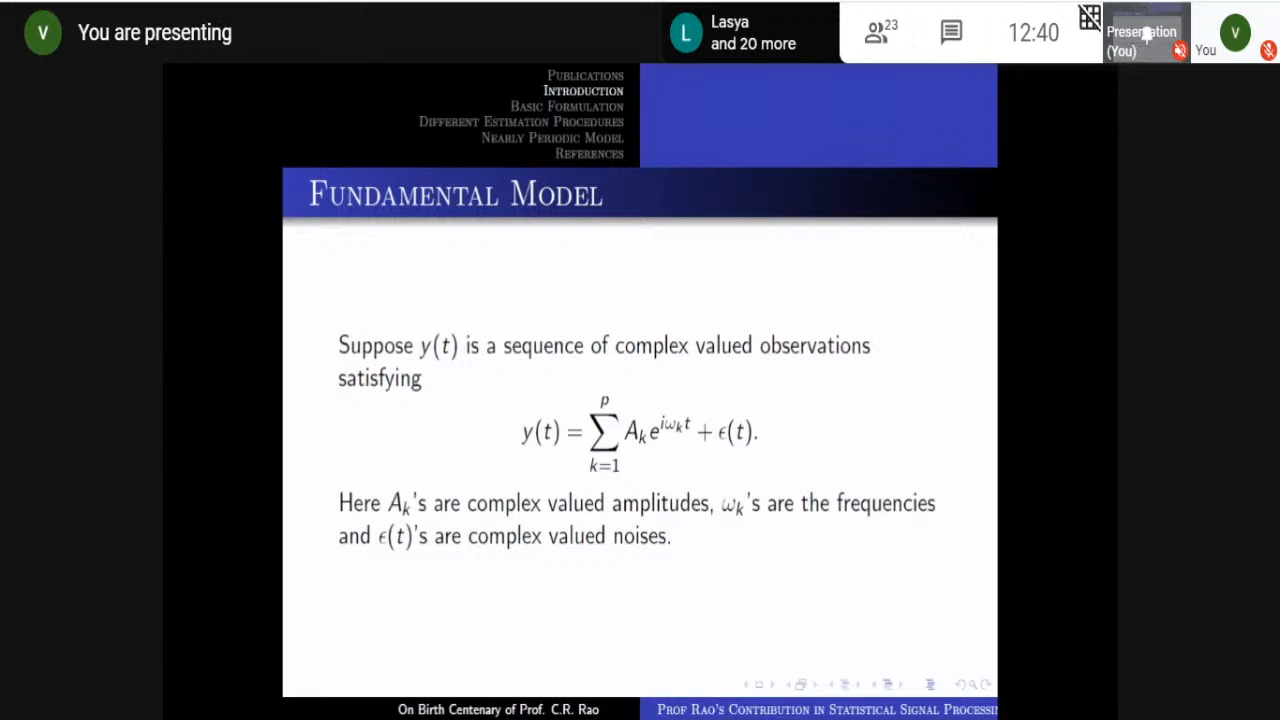 V
You are presenting
L
Lasya
and 20 more
23
12:40
Presentation
(You)
You
V
PUBLICATIONS
INTRODUCTION
BASIC FORMULATION
DIFFERENT ESTIMATION PROCEDURES
NEARLY PERIODIC MODEL
REFERENCES
FUNDAMENTAL MODEL
Suppose y(t) is a sequence of complex valued observations
satisfying
y(t) = ∑_{k=1}^{p} A_k e^{iω_k t} + ϵ(t).
Here A_k's are complex valued amplitudes, ω_k's are the frequencies
and ϵ(t)'s are complex valued noises.
On Birth Centenary of Prof. C.R. Rao
PROF RAO'S CONTRIBUTION IN STATISTICAL SIGNAL PROCESSIN